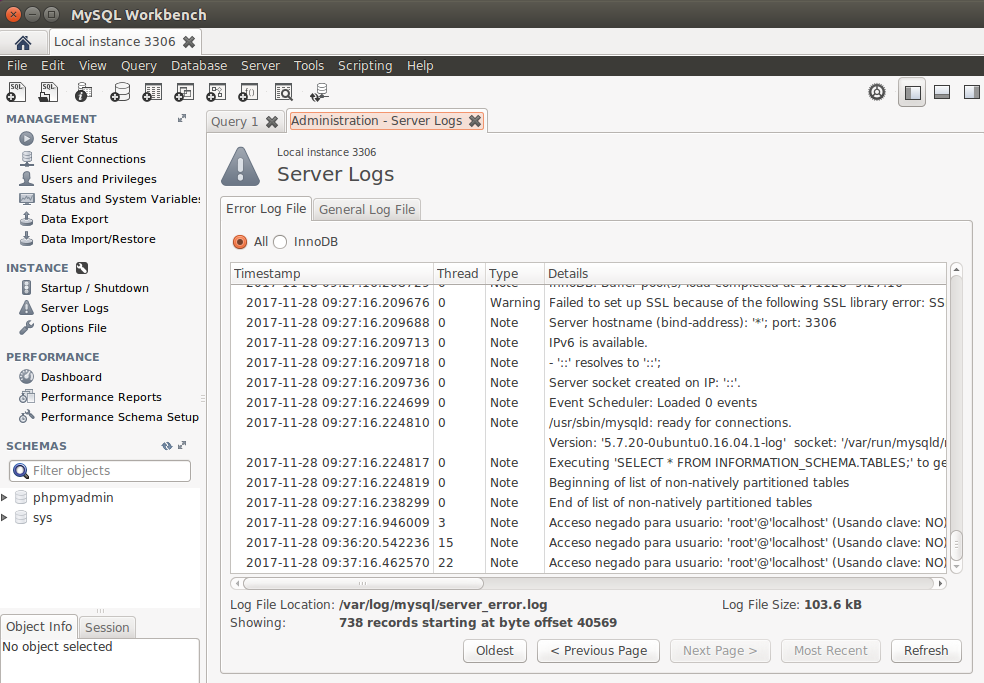 MySQL Workbench
Local instance 3306
File Edit View Query Database Server Tools Scripting Help
MANAGEMENT
Server Status
Client Connections
Users and Privileges
Status and System Variables
Data Export
Data Import/Restore
INSTANCE
Startup / Shutdown
Server Logs
Options File
PERFORMANCE
Dashboard
Performance Reports
Performance Schema Setup
SCHEMAS
Filter objects
phpmyadmin
sys
Object Info Session
No object selected
Query 1 Administration - Server Logs
Local instance 3306
Server Logs
Error Log File General Log File
All InnoDB
Timestamp Thread Type Details
2017-11-28 09:27:16.209676 0 Warning Failed to set up SSL because of the following SSL library error: SS
2017-11-28 09:27:16.209688 0 Note Server hostname (bind-address): '*'; port: 3306
2017-11-28 09:27:16.209713 0 Note IPv6 is available.
2017-11-28 09:27:16.209718 0 Note - '::' resolves to '::';
2017-11-28 09:27:16.209736 0 Note Server socket created on IP: '::'.
2017-11-28 09:27:16.224699 0 Note Event Scheduler: Loaded 0 events
2017-11-28 09:27:16.224810 0 Note /usr/sbin/mysqld: ready for connections.
Version: '5.7.20-0ubuntu0.16.04.1-log' socket: '/var/run/mysqld/
2017-11-28 09:27:16.224817 0 Note Executing 'SELECT * FROM INFORMATION_SCHEMA.TABLES;' to ge
2017-11-28 09:27:16.224819 0 Note Beginning of list of non-natively partitioned tables
2017-11-28 09:27:16.238299 0 Note End of list of non-natively partitioned tables
2017-11-28 09:27:16.946009 3 Note Acceso negado para usuario: 'root'@'localhost' (Usando clave: NO)
2017-11-28 09:36:20.542236 15 Note Acceso negado para usuario: 'root'@'localhost' (Usando clave: NO)
2017-11-28 09:37:16.462570 22 Note Acceso negado para usuario: 'root'@'localhost' (Usando clave: NO)
Log File Location: /var/log/mysql/server_error.log Log File Size: 103.6 kB
Showing: 738 records starting at byte offset 40569
Oldest < Previous Page Next Page > Most Recent Refresh